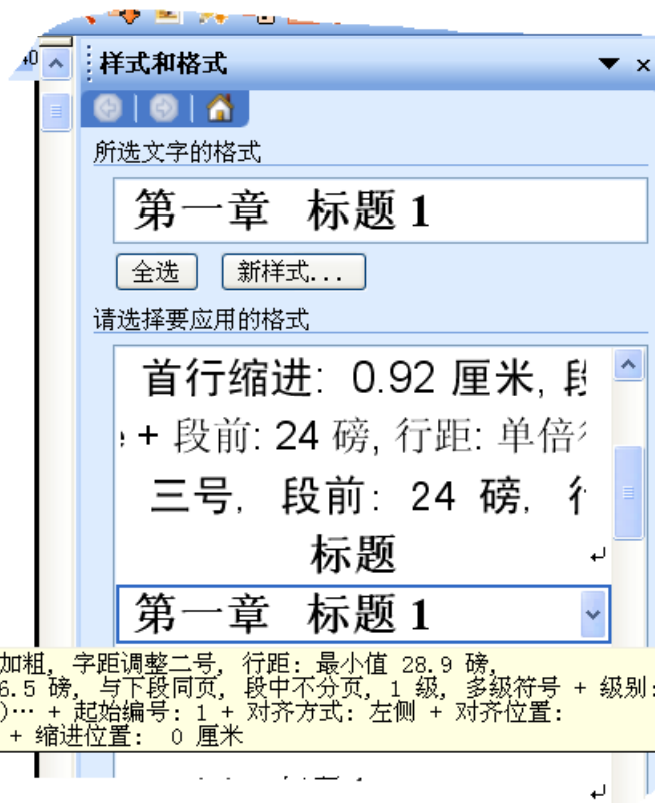 样式和格式
所选文字的格式
第一章 标题 1
全选 新样式...
请选择要应用的格式
首行缩进: 0.92 厘米, 段
+ 段前: 24 磅, 行距: 单倍
三号, 段前: 24 磅, 行
标题
第一章 标题 1
加粗, 字距调整二号, 行距: 最小值 28.9 磅,
6.5 磅, 与下段同页, 段中不分页, 1 级, 多级符号 + 级别:
)… + 起始编号: 1 + 对齐方式: 左侧 + 对齐位置:
+ 缩进位置: 0 厘米